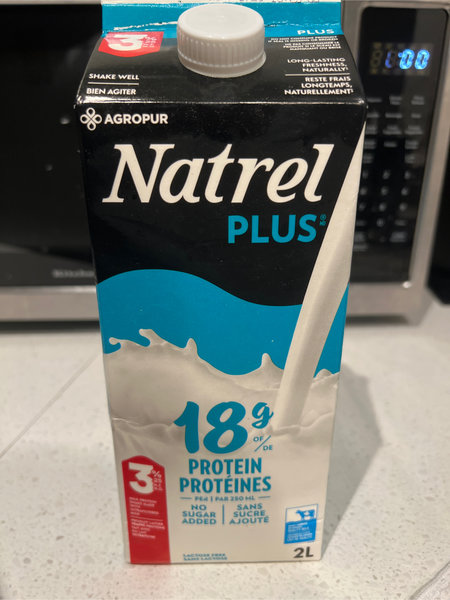 PLUS
3%
SHAKE WELL
BIEN AGITER
LONG-LASTING
FRESHNESS,
NATURALLY!
RESTE FRAIS
LONGTEMPS,
NATURELLEMENT!
AGROPUR
Natrel
PLUS
18g
OF/
DE
PROTEIN
PROTÉINES
PER | PAR 250 ML
NO
SUGAR
ADDED
SANS
SUCRE
AJOUTÉ
3%
LACTOSE FREE
SANS LACTOSE
2L
:00